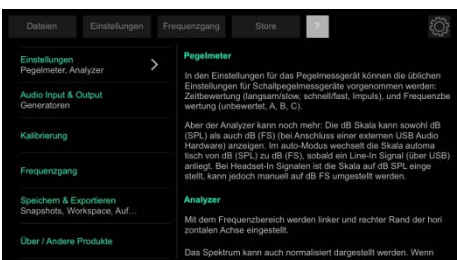 Dateien
Einstellungen
Frequenzgang
Store
?
Einstellungen
Pegelmeter, Analyzer
Audio Input & Output
Generatoren
Kalibrierung
Frequenzgang
Speichern & Exportieren
Snapshots, Workspace, Auf…
Über / Andere Produkte
Pegelmeter
In den Einstellungen für das Pegelmessgerät können die üblichen
Einstellungen für Schallpegelmessgeräte vorgenommen werden:
Zeitbewertung (langsam/slow, schnell/fast, Impuls), und Frequenzbe
wertung (unbewertet, A, B, C).
Aber der Analyzer kann noch mehr: Die dB Skala kann sowohl dB
(SPL) als auch dB (FS) (bei Anschluss einer externen USB Audio
Hardware) anzeigen. Im auto-Modus wechselt die Skala automa
tisch von dB (SPL) zu dB (FS), sobald ein Line-In Signal (über USB)
anliegt. Bei Headset-In Signalen ist die Skala auf dB SPL einge
stellt, kann jedoch manuell auf dB FS umgestellt werden.
Analyzer
Mit dem Frequenzbereich werden linker und rechter Rand der hori
zontalen Achse eingestellt.
Das Spektrum kann auch normalisiert dargestellt werden. Wenn